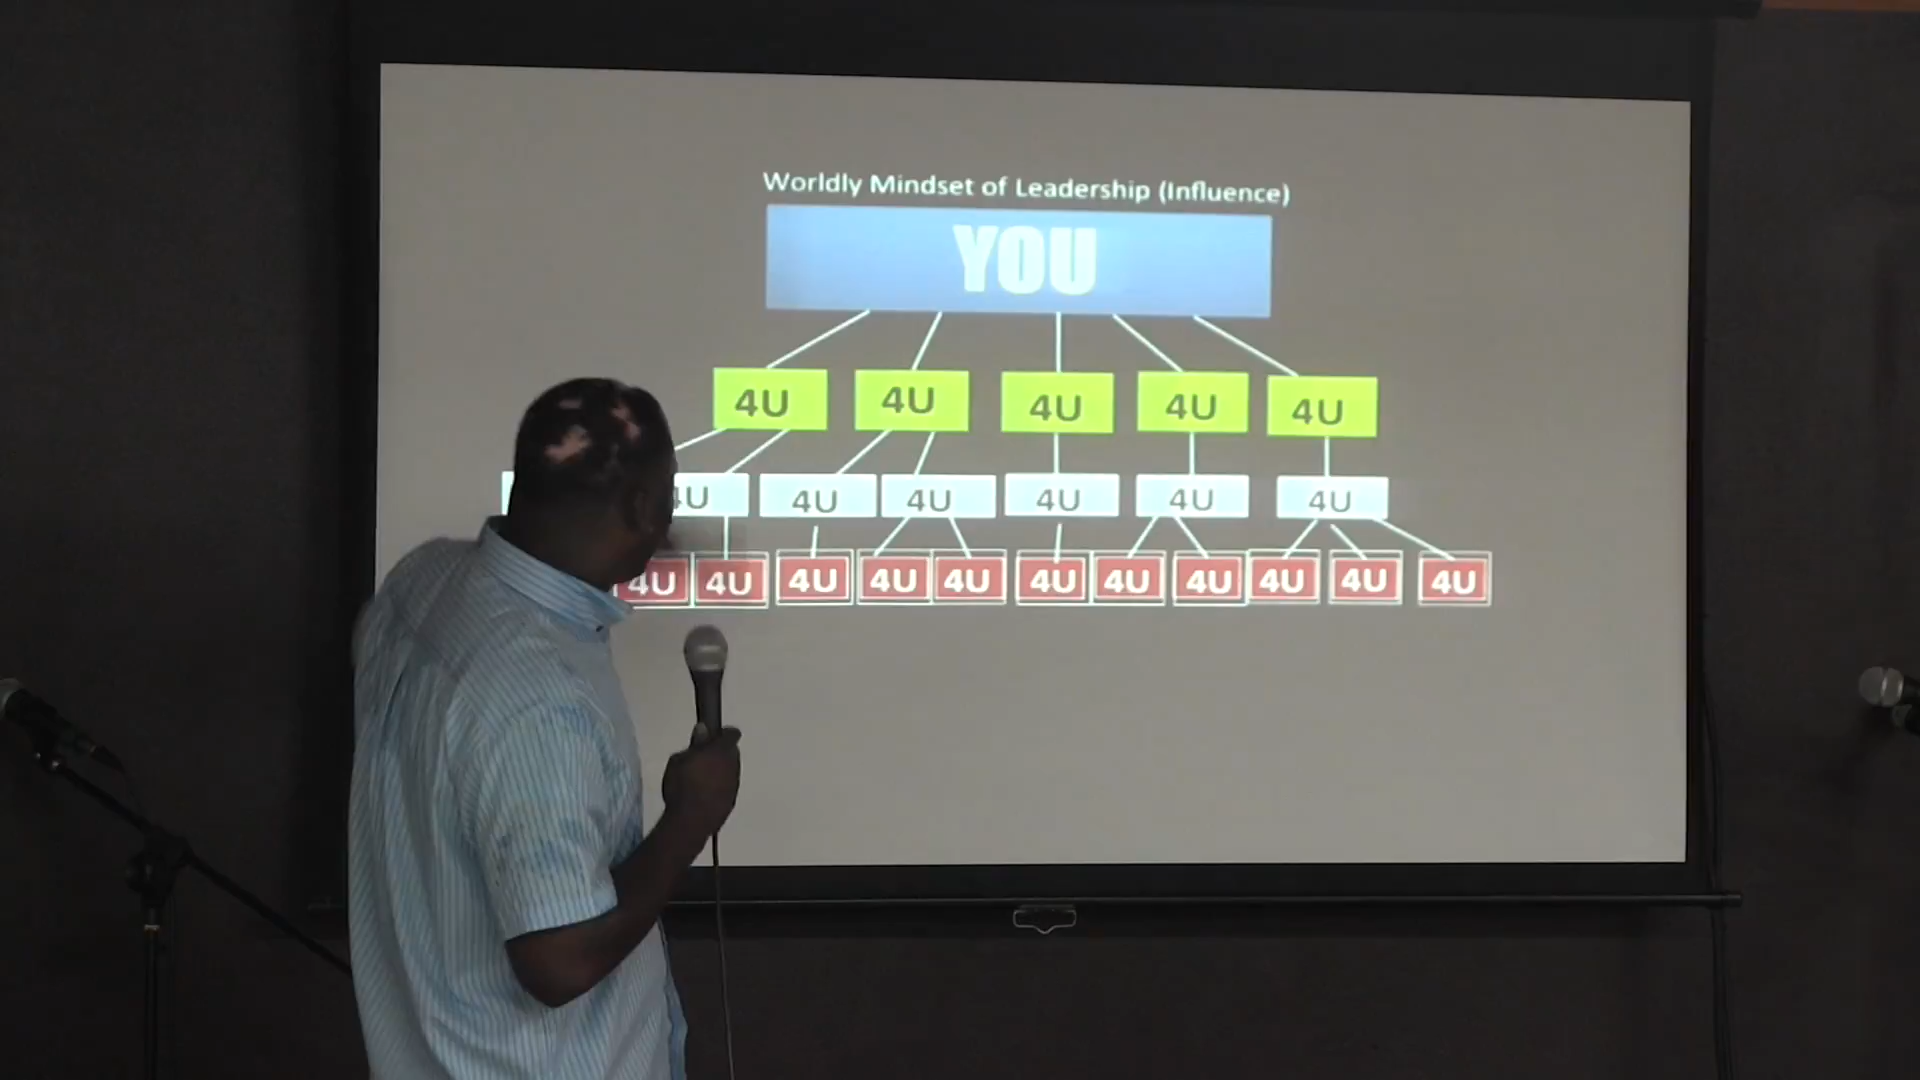 Worldly Mindset of Leadership (Influence)
YOU
4U 4U 4U 4U 4U
4U 4U 4U 4U 4U 4U
4U 4U 4U 4U 4U 4U 4U 4U 4U 4U 4U